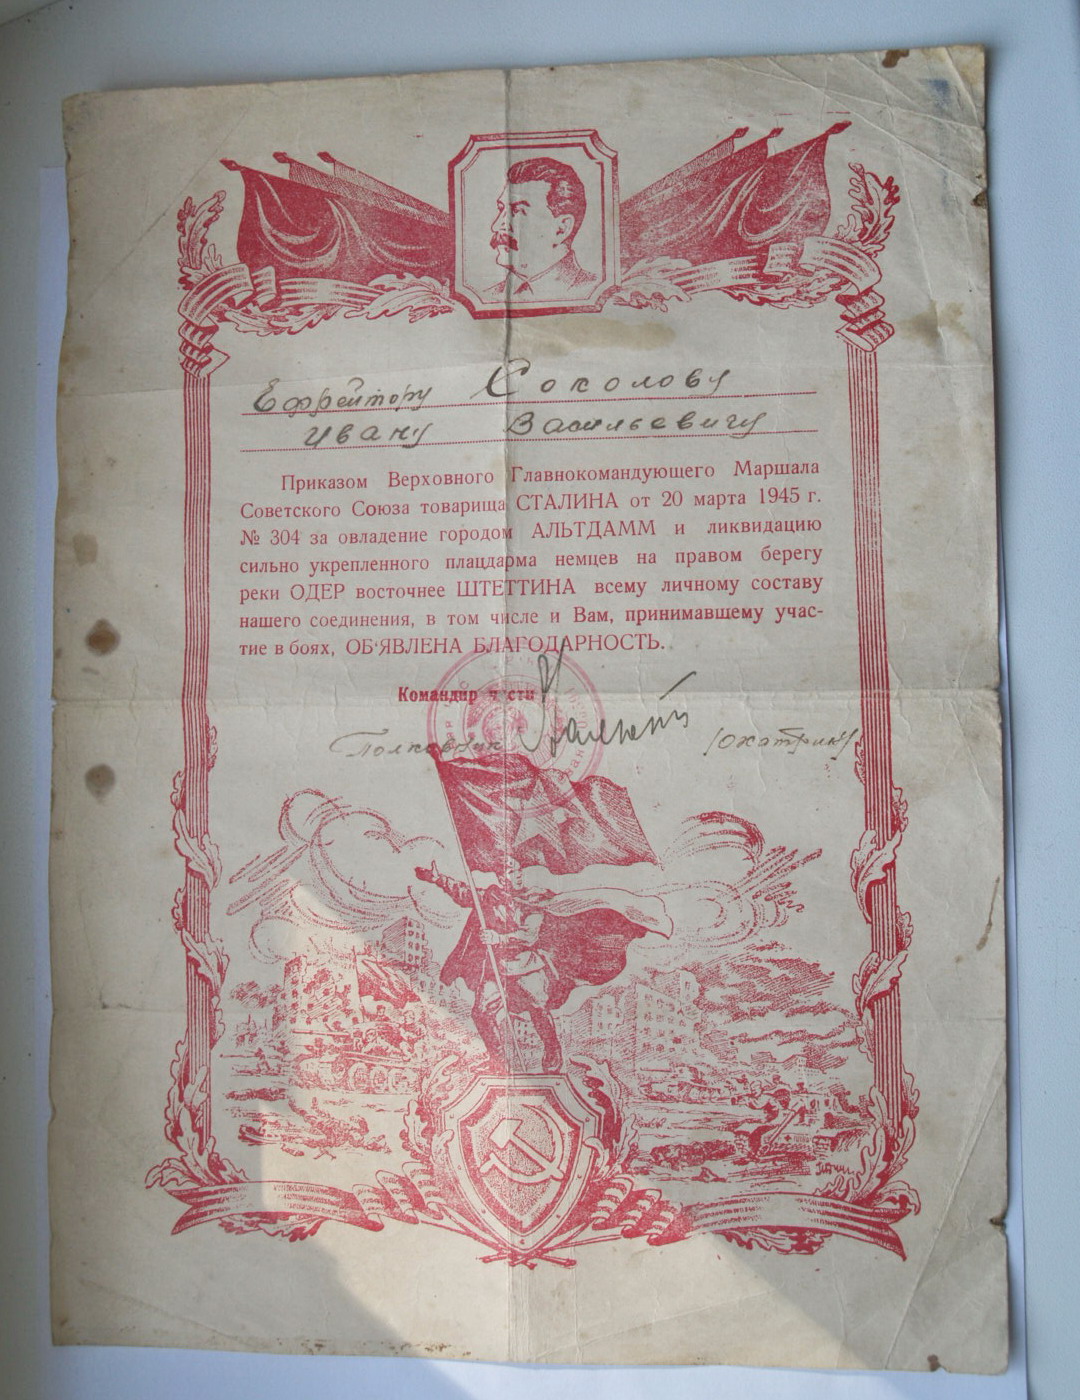 Ефрейтору Соколову
Ивану Васильевичу
Приказом Верховного Главнокомандующего Маршала
Советского Союза товарища СТАЛИНА от 20 марта 1945 г.
№ 304 за овладение городом АЛЬТДАММ и ликвидацию
сильно укрепленного плацдарма немцев на правом берегу
реки ОДЕР восточнее ШТЕТТИНА всему личному составу
нашего соединения, в том числе и Вам, принимавшему учас-
тие в боях, ОБ‘ЯВЛЕНА БЛАГОДАРНОСТЬ.
Командир части
Полковник